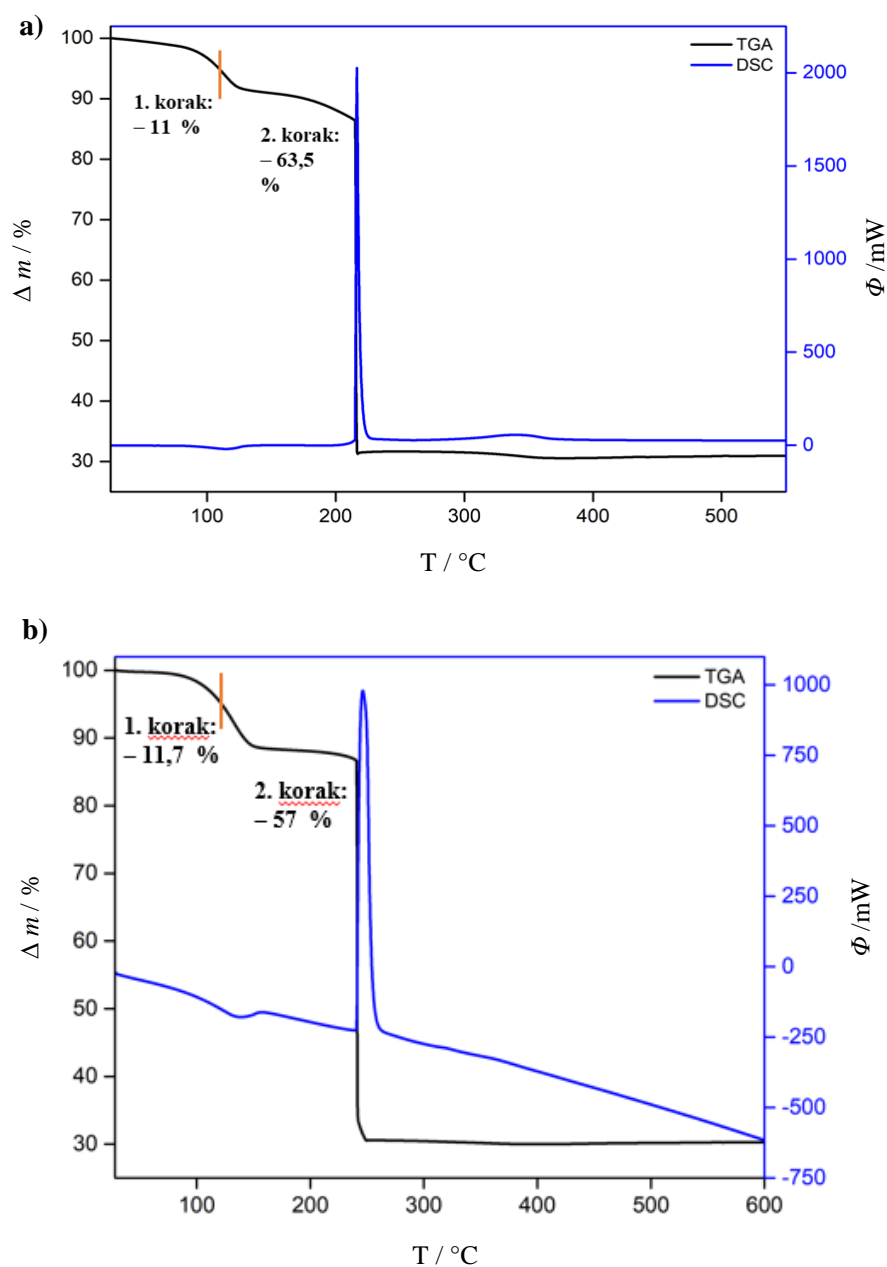 a)
100
90
80
70
60
50
40
30
Δ m / %
1. korak:
– 11 %
2. korak:
– 63,5
%
TGA
DSC
2000
1500
1000
500
0
Φ /mW
100
200
300
400
500
T / °C
b)
100
90
80
70
60
50
40
30
Δ m / %
1. korak:
– 11,7 %
2. korak:
– 57 %
TGA
DSC
1000
750
500
250
0
-250
-500
-750
Φ /mW
100
200
300
400
500
600
T / °C